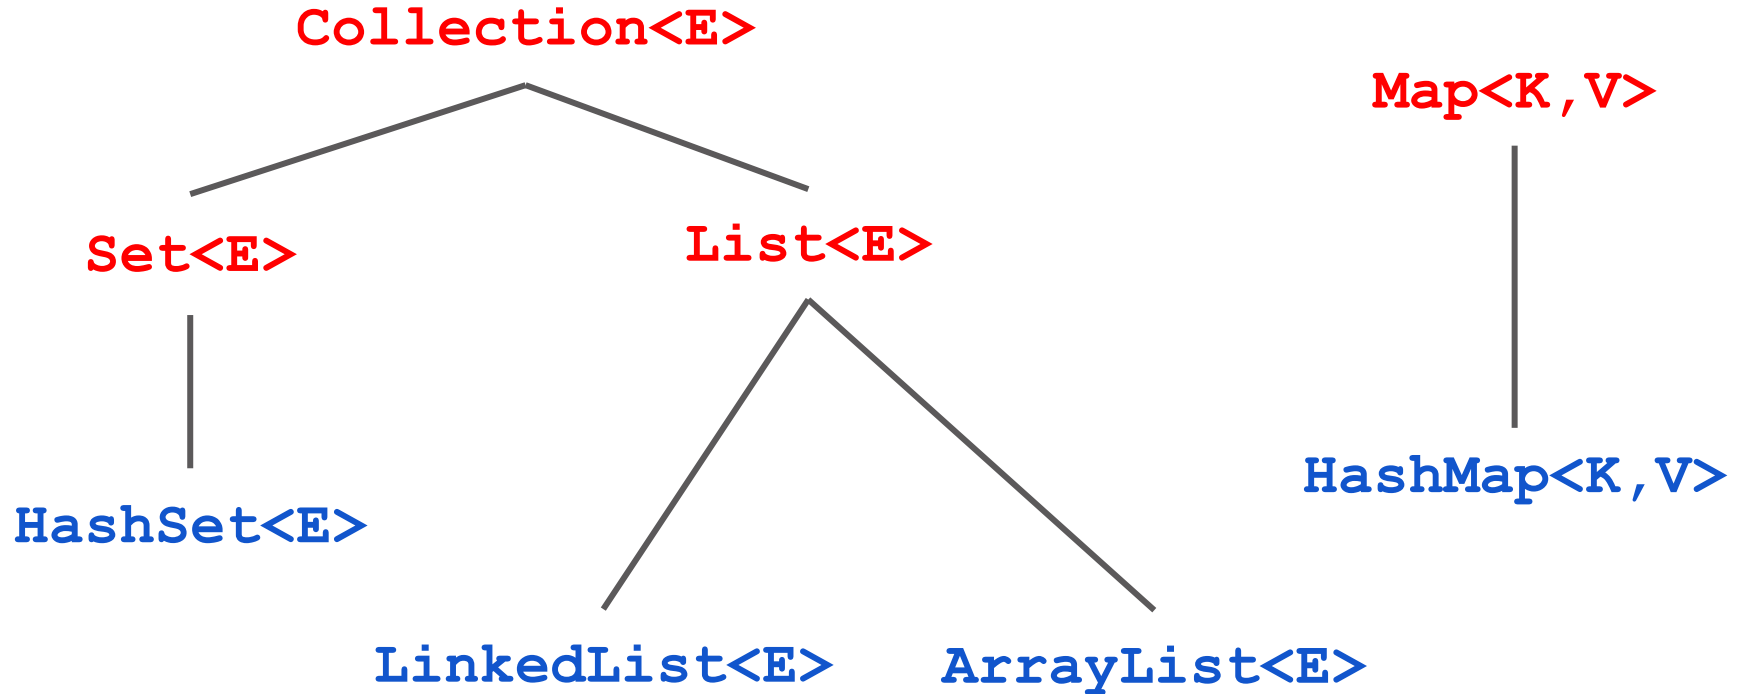 Collection<E>
Map<K,V>
Set<E>
List<E>
HashMap<K,V>
HashSet<E>
LinkedList<E>
ArrayList<E>